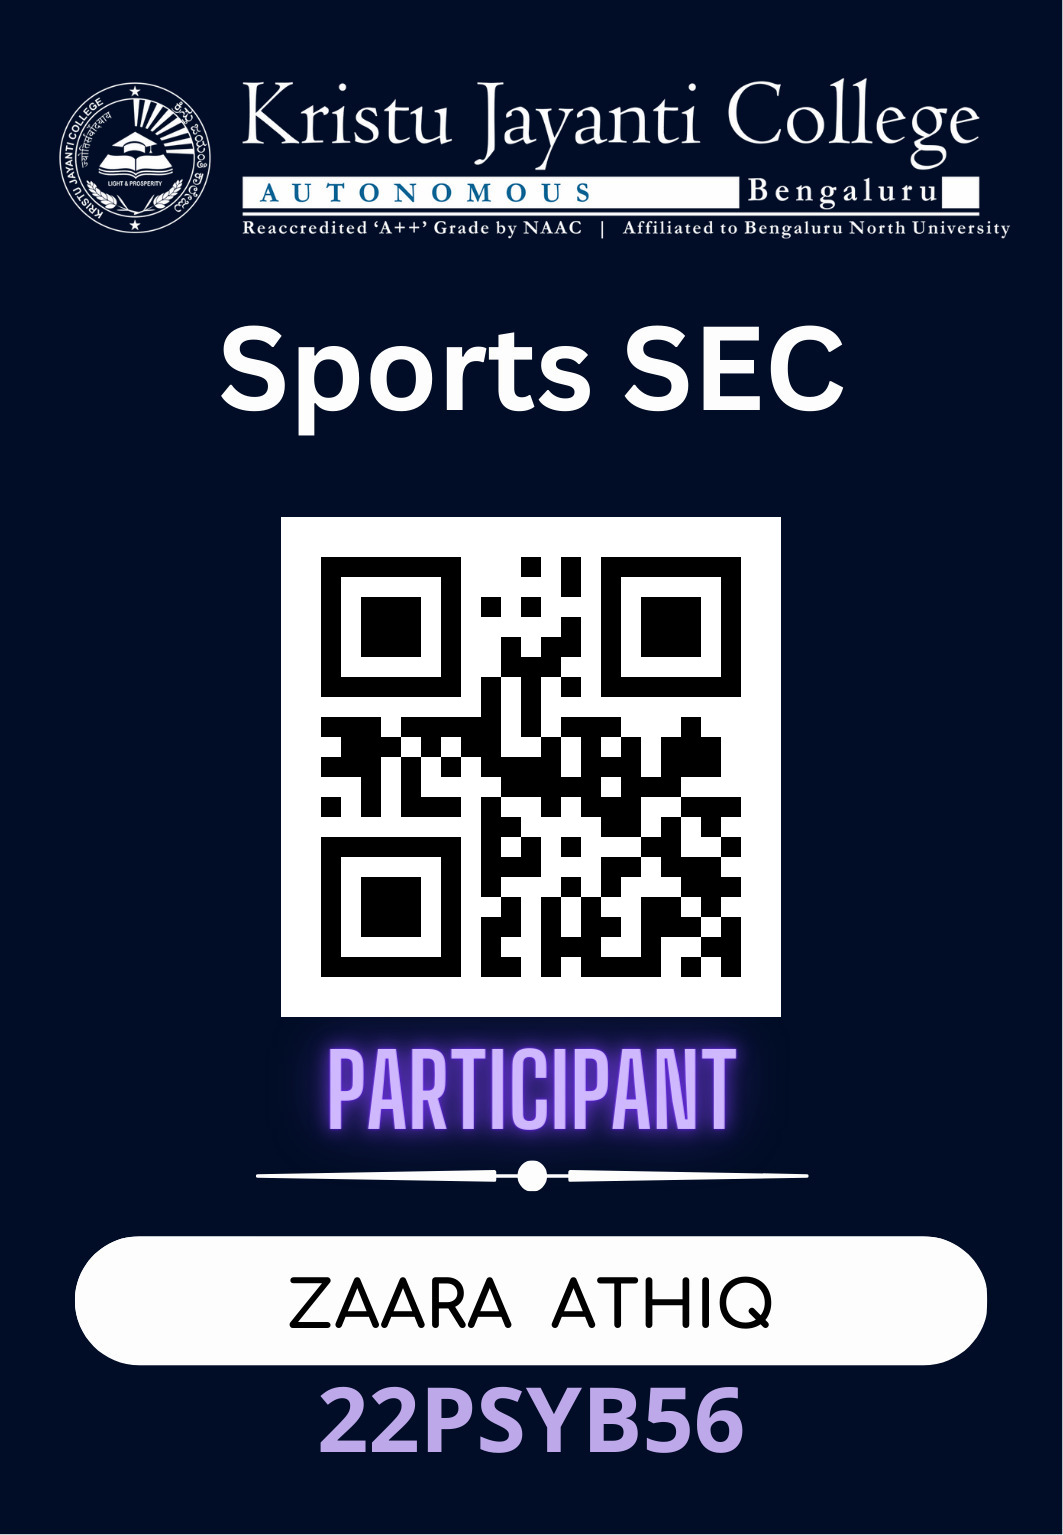 KRISTU JAYANTI COLLEGE
ಕ್ರಿಸ್ತು ಜಯಂತಿ ಕಾಲೇಜು
LIGHT & PROSPERITY
Kristu Jayanti College
AUTONOMOUS Bengaluru
Reaccredited ‘A++’ Grade by NAAC | Affiliated to Bengaluru North University
Sports SEC
PARTICIPANT
ZAARA ATHIQ
22PSYB56